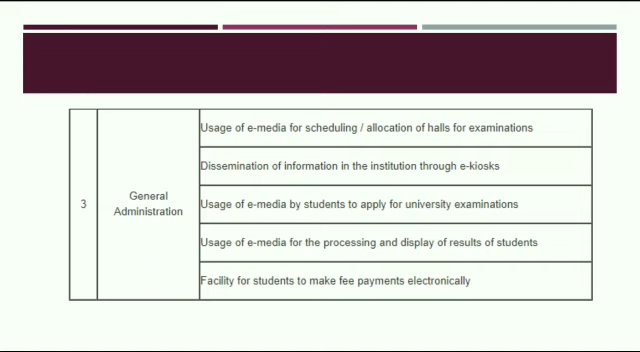 Usage of e-media for scheduling / allocation of halls for examinations
Dissemination of information in the institution through e-kiosks
3
General
Administration
Usage of e-media by students to apply for university examinations
Usage of e-media for the processing and display of results of students
Facility for students to make fee payments electronically